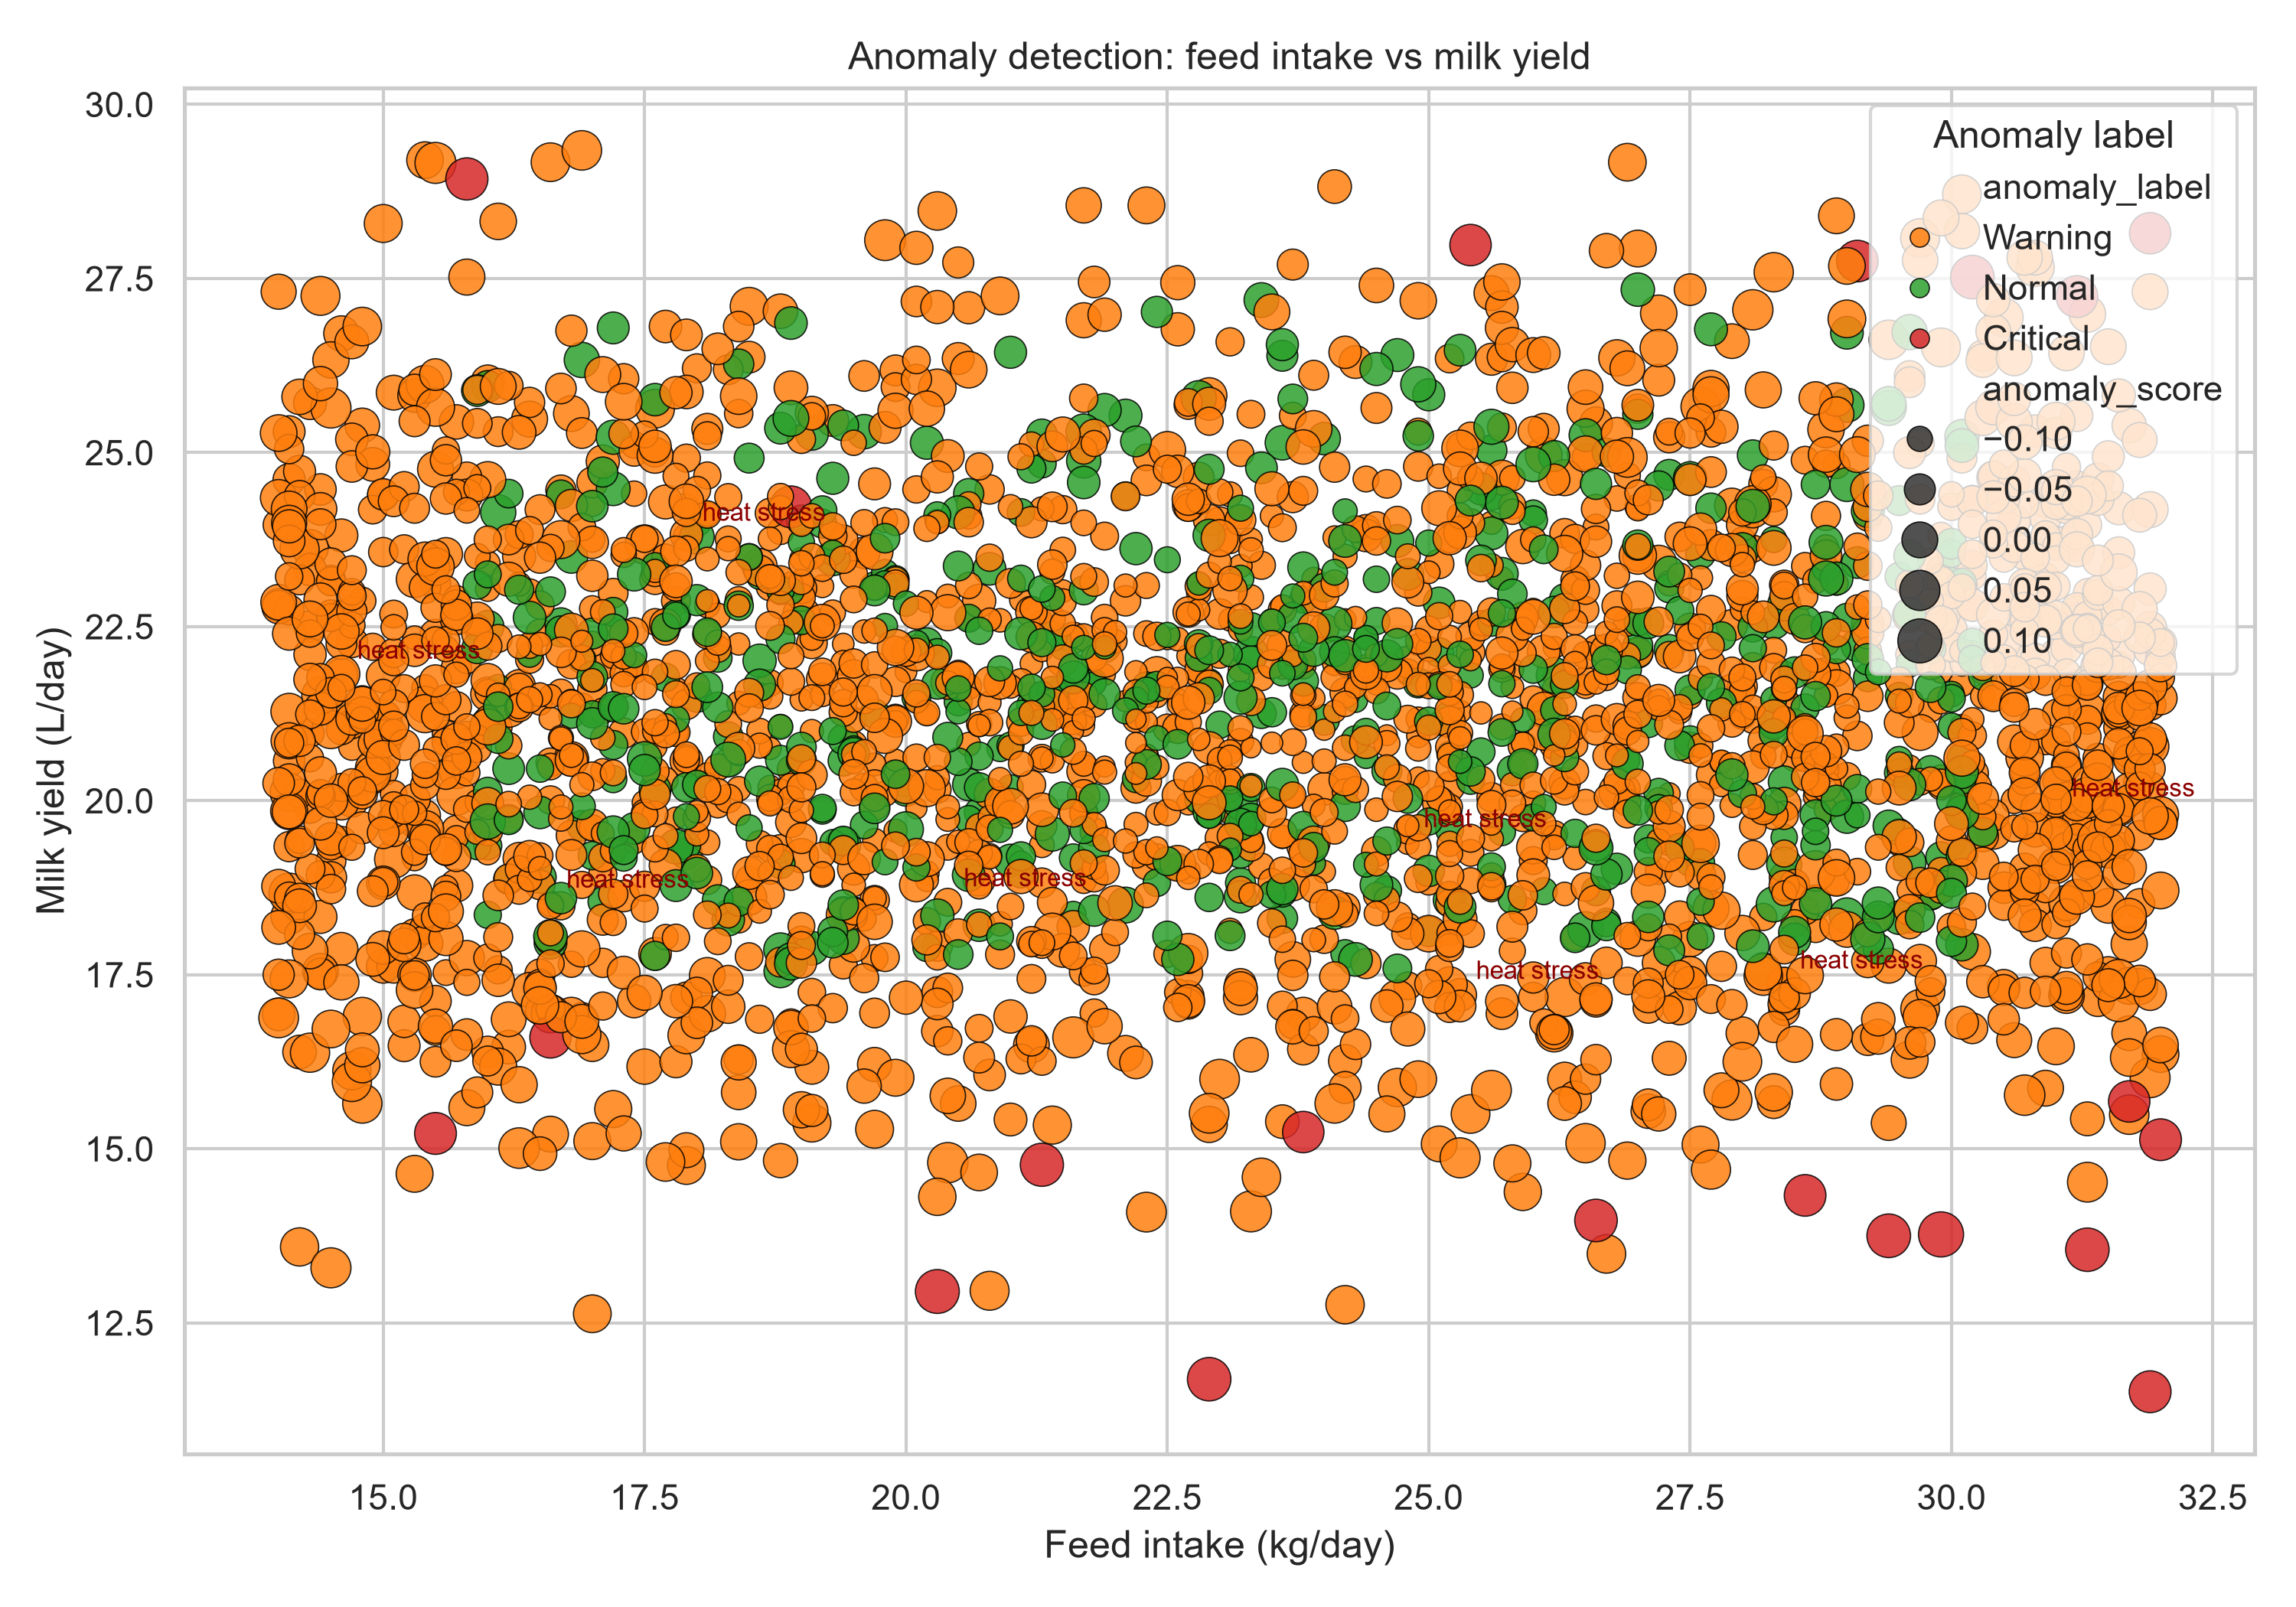 Anomaly detection: feed intake vs milk yield
30.0
27.5
25.0
22.5
20.0
17.5
15.0
12.5
Milk yield (L/day)
Anomaly label
anomaly_label
Warning
Normal
Critical
anomaly_score
−0.10
−0.05
0.00
0.05
0.10
heat stress
heat stress
heat stress
heat stress
heat stress
heat stress
heat stress
heat stress
15.0
17.5
20.0
22.5
25.0
27.5
30.0
32.5
Feed intake (kg/day)